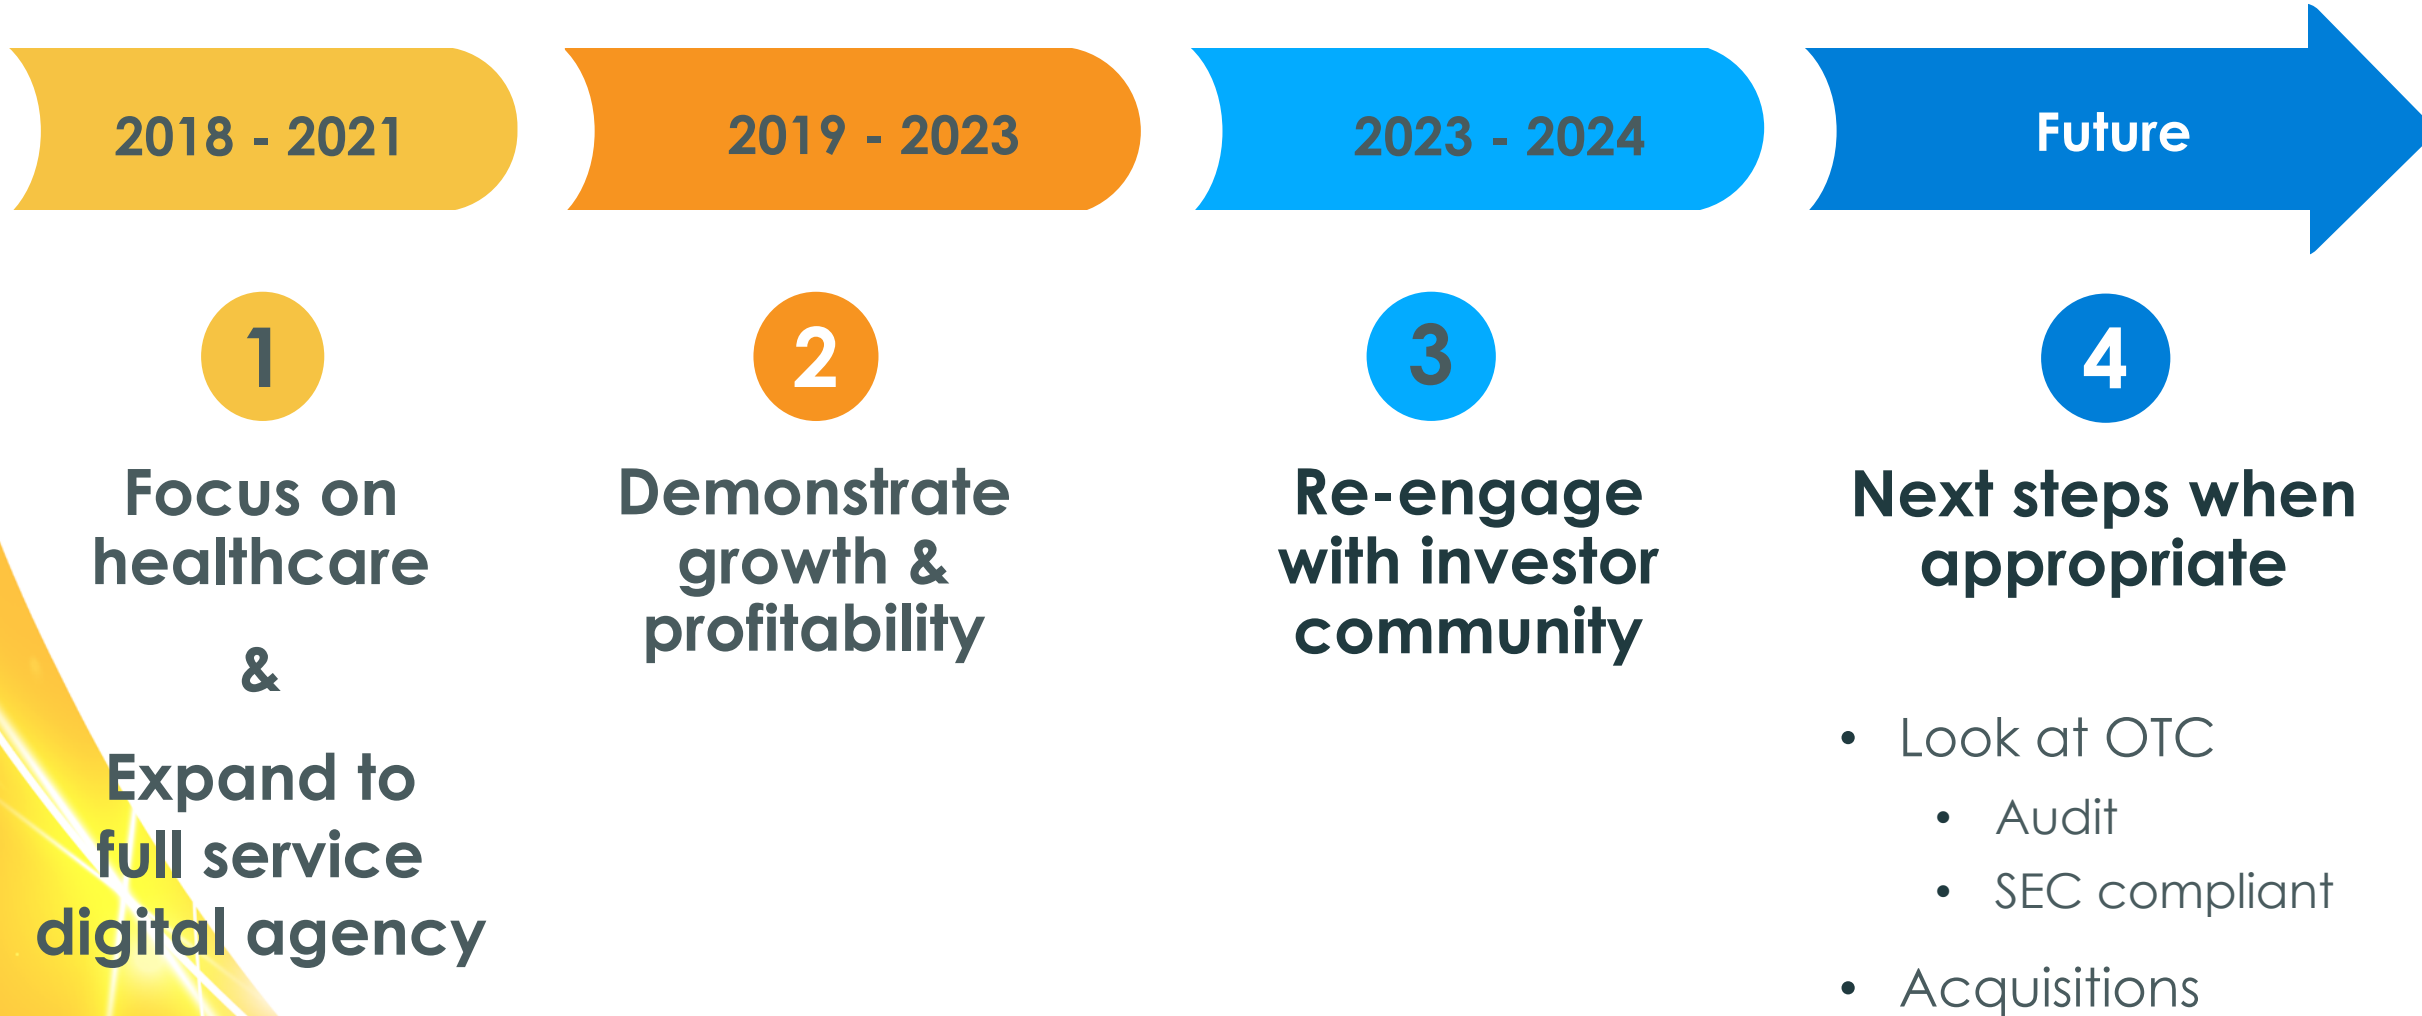 2018 - 2021
2019 - 2023
2023 - 2024
Future
1
Focus on
healthcare
&
Expand to
full service
digital agency
2
Demonstrate
growth &
profitability
3
Re-engage
with investor
community
4
Next steps when
appropriate
• Look at OTC
• Audit
• SEC compliant
• Acquisitions